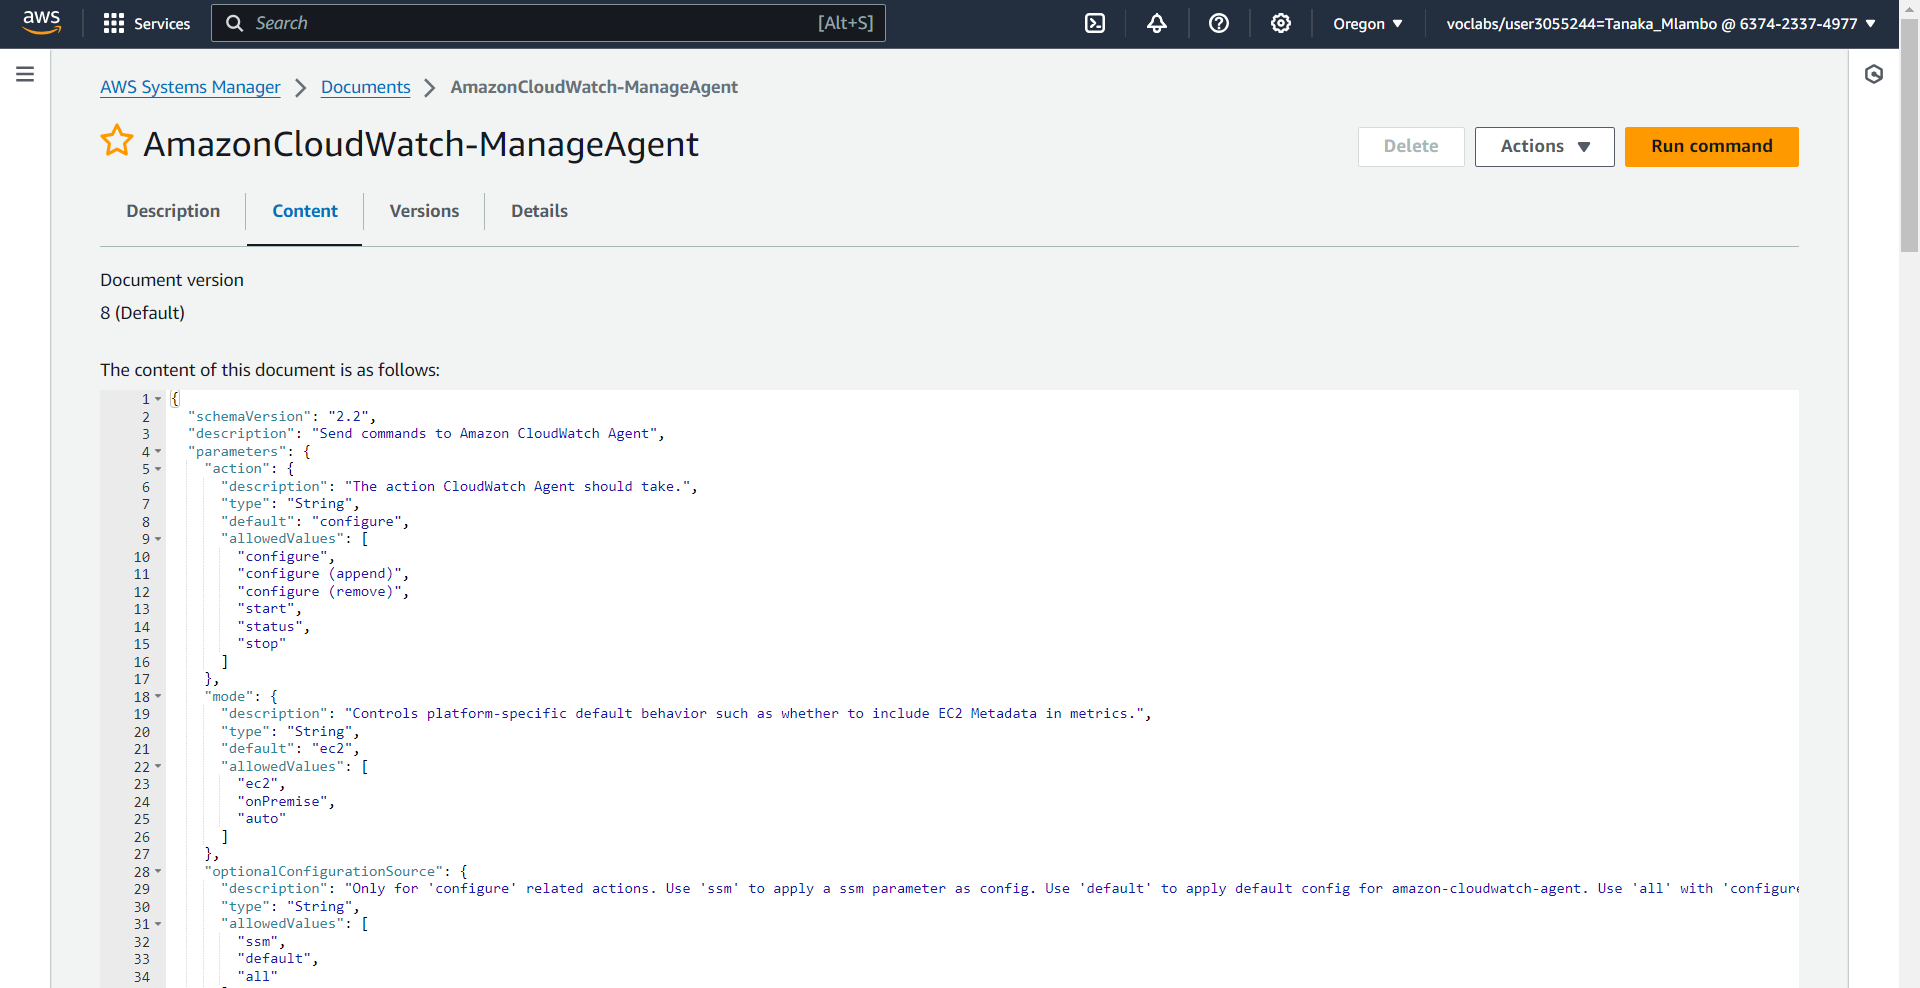 aws
Services
Search
[Alt+S]
Oregon
voclabs/user3055244=Tanaka_Mlambo @ 6374-2337-4977
AWS Systems Manager
Documents
AmazonCloudWatch-ManageAgent
AmazonCloudWatch-ManageAgent
Delete
Actions
Run command
Description
Content
Versions
Details
Document version
8 (Default)
The content of this document is as follows:
1 {
2 "schemaVersion": "2.2",
3 "description": "Send commands to Amazon CloudWatch Agent",
4 "parameters": {
5 "action": {
6 "description": "The action CloudWatch Agent should take.",
7 "type": "String",
8 "default": "configure",
9 "allowedValues": [
10 "configure",
11 "configure (append)",
12 "configure (remove)",
13 "start",
14 "status",
15 "stop"
16 ]
17 },
18 "mode": {
19 "description": "Controls platform-specific default behavior such as whether to include EC2 Metadata in metrics.",
20 "type": "String",
21 "default": "ec2",
22 "allowedValues": [
23 "ec2",
24 "onPremise",
25 "auto"
26 ]
27 },
28 "optionalConfigurationSource": {
29 "description": "Only for 'configure' related actions. Use 'ssm' to apply a ssm parameter as config. Use 'default' to apply default config for amazon-cloudwatch-agent. Use 'all' with 'configure
30 "type": "String",
31 "allowedValues": [
32 "ssm",
33 "default",
34 "all"